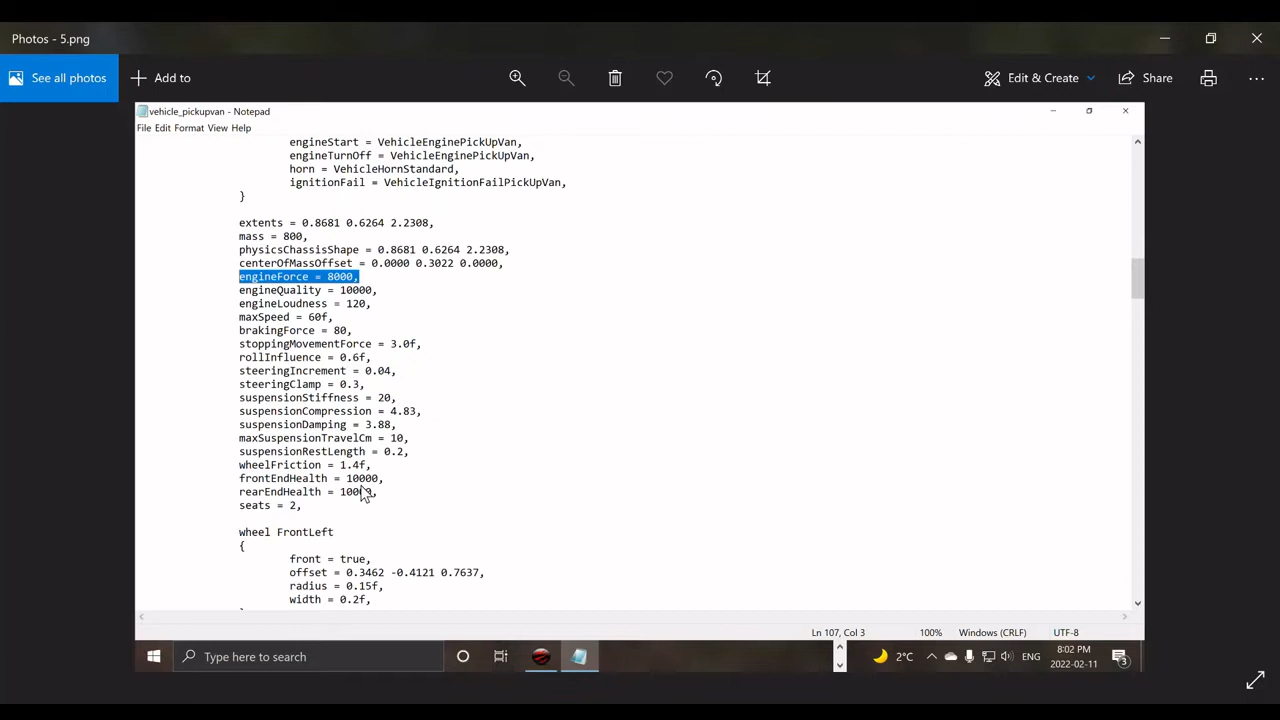 Photos - 5.png
See all photos
Add to
Edit & Create
Share
vehicle_pickupvan - Notepad
File Edit Format View Help
engineStart = VehicleEnginePickUpVan,
engineTurnOff = VehicleEnginePickUpVan,
horn = VehicleHornStandard,
ignitionFail = VehicleIgnitionFailPickUpVan,
}
extents = 0.8681 0.6264 2.2308,
mass = 800,
physicsChassisShape = 0.8681 0.6264 2.2308,
centerOfMassOffset = 0.0000 0.3022 0.0000,
engineForce = 8000,
engineQuality = 10000,
engineLoudness = 120,
maxSpeed = 60f,
brakingForce = 80,
stoppingMovementForce = 3.0f,
rollInfluence = 0.6f,
steeringIncrement = 0.04,
steeringClamp = 0.3,
suspensionStiffness = 20,
suspensionCompression = 4.83,
suspensionDamping = 3.88,
maxSuspensionTravelCm = 10,
suspensionRestLength = 0.2,
wheelFriction = 1.4f,
frontEndHealth = 10000,
rearEndHealth =
seats = 2,
wheel FrontLeft
{
front = true,
offset = 0.3462 -0.4121 0.7637,
radius = 0.15f,
width = 0.2f,
Ln 107, Col 3
100%
Windows (CRLF)
UTF-8
Type here to search
2°C
ENG
8:02 PM
2022-02-11
3